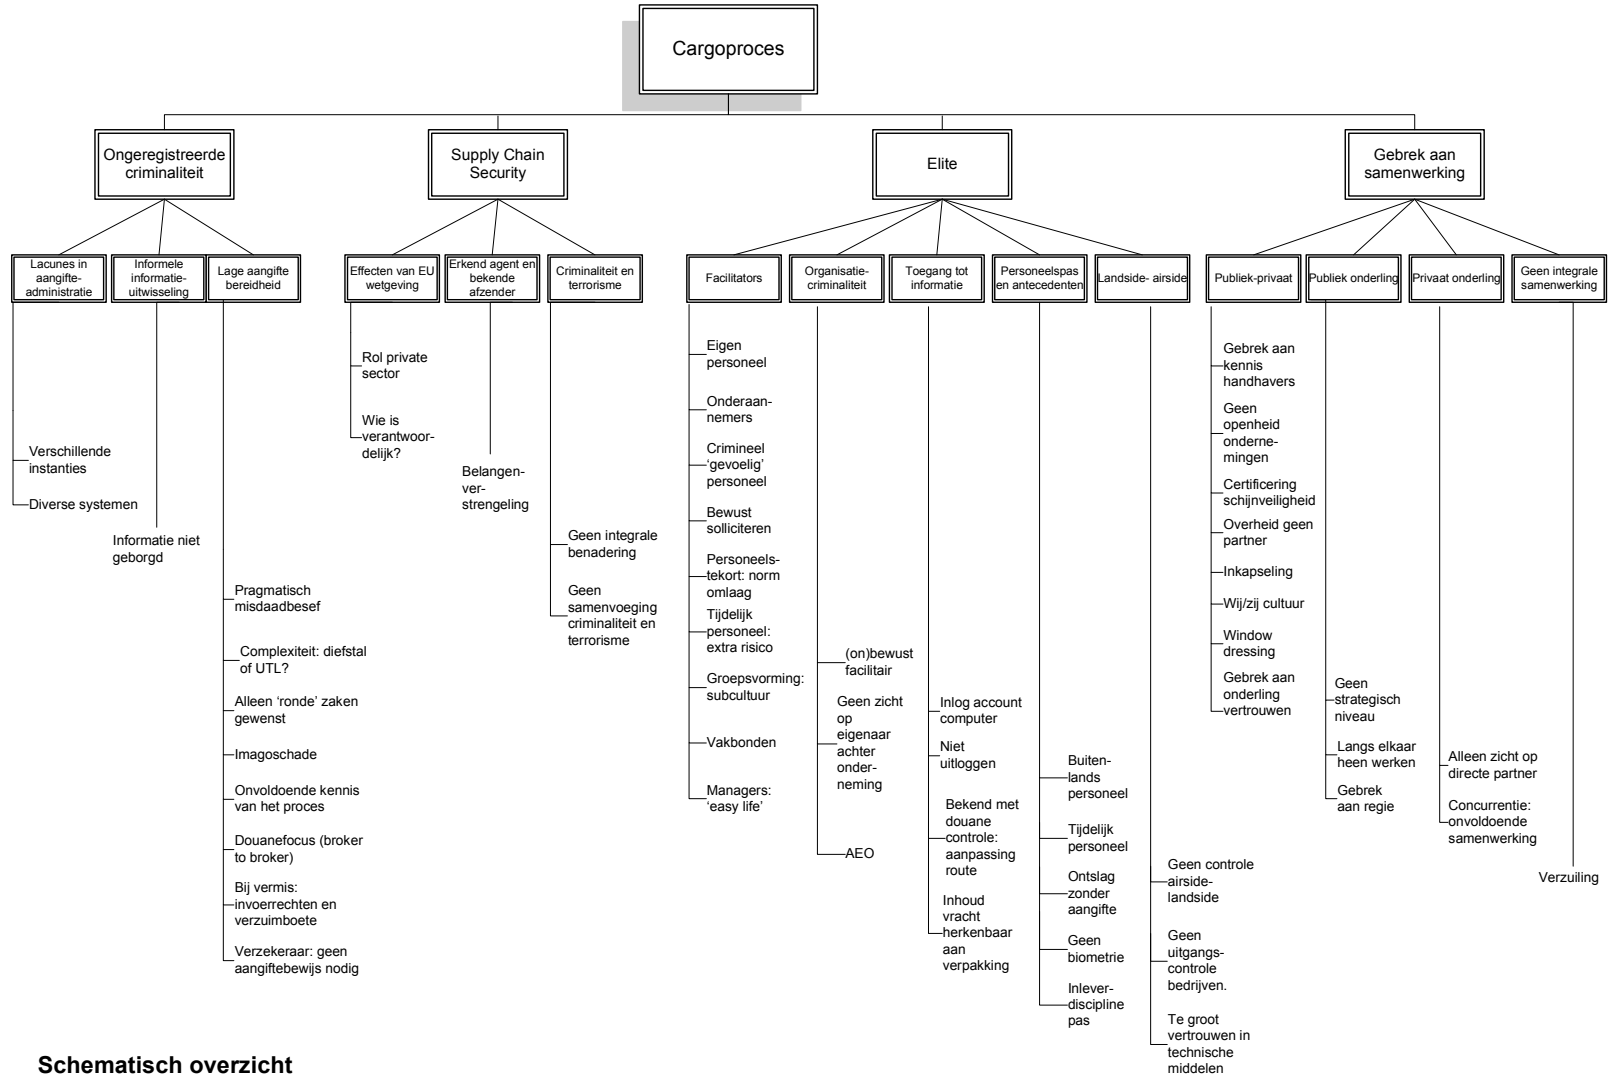 Cargoproces
Ongeregistreerde
criminaliteit
Supply Chain
Security
Elite
Gebrek aan
samenwerking
Lacunes in
aangifte-
administratie
Informele
informatie-
uitwisseling
Lage aangifte
bereidheid
Effecten van EU
wetgeving
Erkend agent en
bekende
afzender
Criminaliteit en
terrorisme
Facilitators
Organisatie-
criminaliteit
Toegang tot
informatie
Personeelspas
en antecedenten
Landside- airside
Publiek-privaat
Publiek onderling
Privaat onderling
Geen integrale
samenwerking
Verschillende
instanties
Diverse systemen
Informatie niet
geborgd
Pragmatisch
misdaadbesef
Complexiteit: diefstal
of UTL?
Alleen ‘ronde’ zaken
gewenst
Imagoschade
Onvoldoende kennis
van het proces
Douanefocus (broker
to broker)
Bij vermis:
invoerrechten en
verzuimboete
Verzekeraar: geen
aangiftebewijs nodig
Rol private
sector
Wie is
verantwoor-
delijk?
Belangen-
ver-
strengeling
Geen integrale
benadering
Geen
samenvoeging
criminaliteit en
terrorisme
Eigen
personeel
Onderaan-
nemers
Crimineel
‘gevoelig’
personeel
Bewust
solliciteren
Personeels-
tekort: norm
omlaag
Tijdelijk
personeel:
extra risico
Groepsvorming:
subcultuur
Vakbonden
Managers:
‘easy life’
(on)bewust
facilitair
Geen zicht
op
eigenaar
achter
onder-
neming
AEO
Inlog account
computer
Niet
uitloggen
Bekend met
douane
controle:
aanpassing
route
Inhoud
vracht
herkenbaar
aan
verpakking
Buiten-
lands
personeel
Tijdelijk
personeel
Ontslag
zonder
aangifte
Geen
biometrie
Inlever-
discipline
pas
Geen controle
airside-
landside
Geen
uitgangs-
controle
bedrijven.
Te groot
vertrouwen in
technische
middelen
Gebrek aan
kennis
handhavers
Geen
openheid
onderne-
mingen
Certificering
schijnveiligheid
Overheid geen
partner
Inkapseling
Wij/zij cultuur
Window
dressing
Gebrek aan
onderling
vertrouwen
Geen
strategisch
niveau
Langs elkaar
heen werken
Gebrek
aan regie
Alleen zicht op
directe partner
Concurrentie:
onvoldoende
samenwerking
Verzuiling
Schematisch overzicht